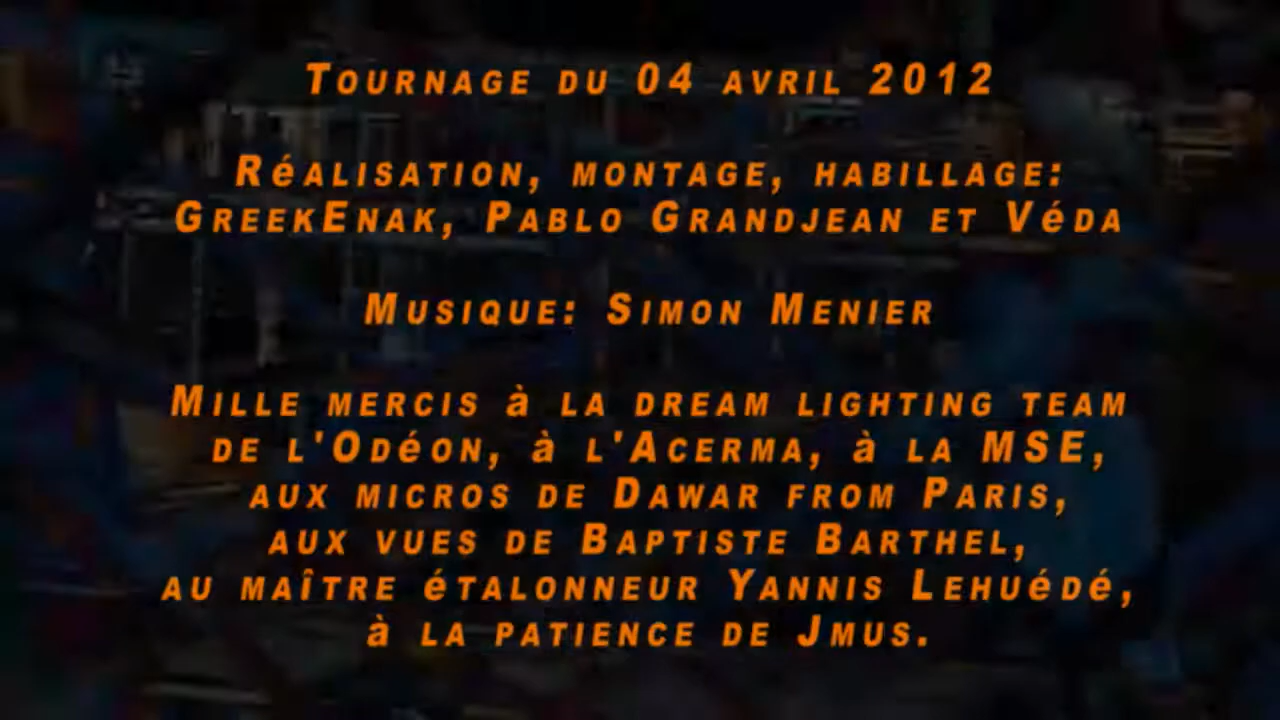 Tournage du 04 avril 2012
Réalisation, montage, habillage:
GreekEnak, Pablo Grandjean et Véda
Musique: Simon Menier
Mille mercis à la dream lighting team
de l'Odéon, à l'Acerma, à la MSE,
aux micros de Dawar from Paris,
aux vues de Baptiste Barthel,
au maître étalonneur Yannis Lehuédé,
à la patience de Jmus.